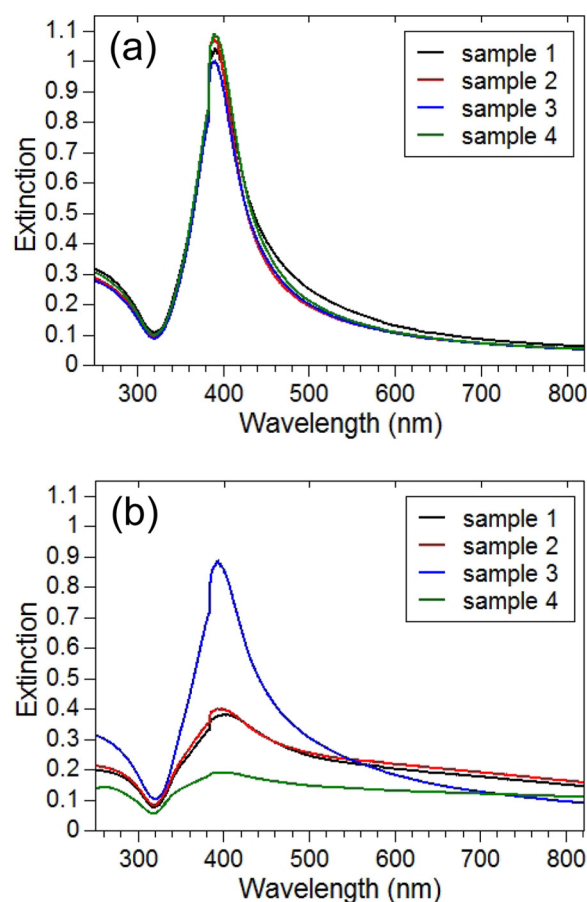 (a)
sample 1
sample 2
sample 3
sample 4
Extinction
1.1
1
0.9
0.8
0.7
0.6
0.5
0.4
0.3
0.2
0.1
0
300 400 500 600 700 800
Wavelength (nm)
(b)
sample 1
sample 2
sample 3
sample 4
Extinction
1.1
1
0.9
0.8
0.7
0.6
0.5
0.4
0.3
0.2
0.1
0
300 400 500 600 700 800
Wavelength (nm)